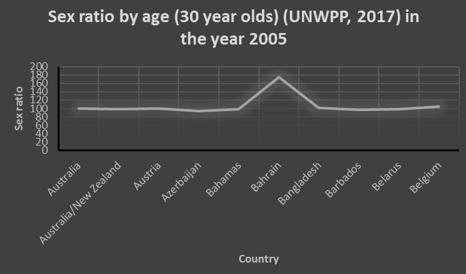 Sex ratio by age (30 year olds) (UNWPP, 2017) in
the year 2005
Sex ratio
200
180
160
140
120
100
80
60
40
20
0
Australia
Australia/New Zealand
Austria
Azerbaijan
Bahamas
Bahrain
Bangladesh
Barbados
Belarus
Belgium
Country